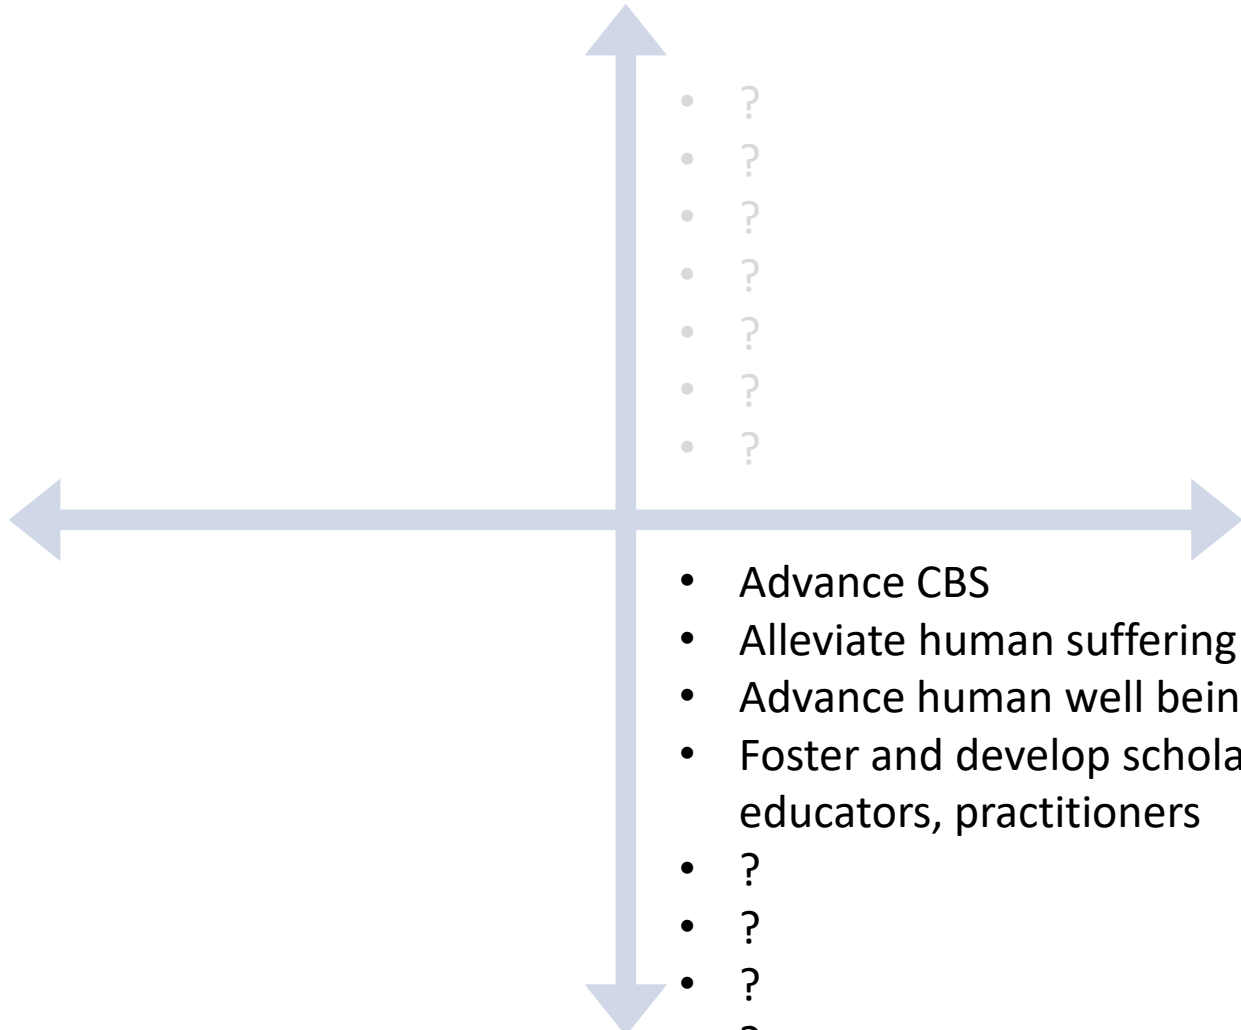 • ?
• ?
• ?
• ?
• ?
• ?
• ?
• Advance CBS
• Alleviate human suffering
• Advance human well bein
• Foster and develop schola
educators, practitioners
• ?
• ?
• ?